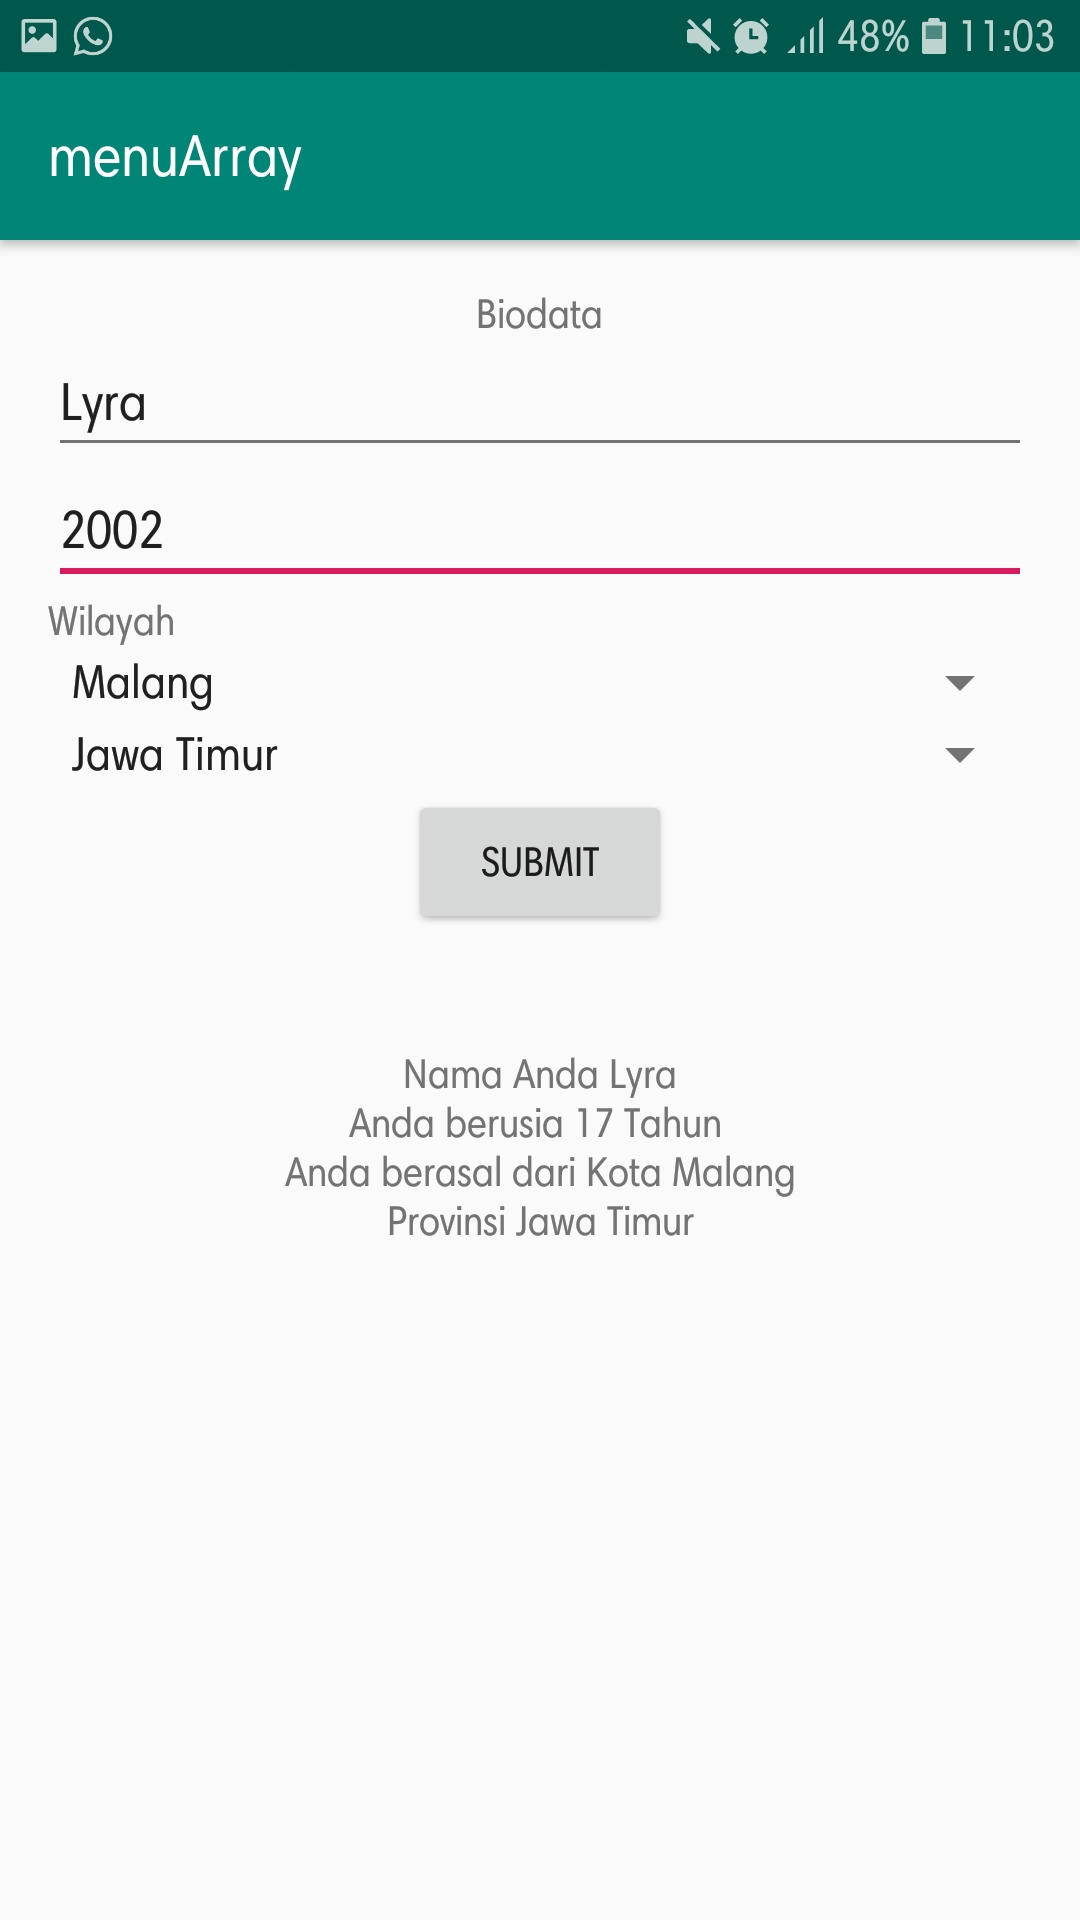 48% 11:03
menuArray
Biodata
Lyra
2002
Wilayah
Malang
Jawa Timur
SUBMIT
Nama Anda Lyra
Anda berusia 17 Tahun
Anda berasal dari Kota Malang
Provinsi Jawa Timur